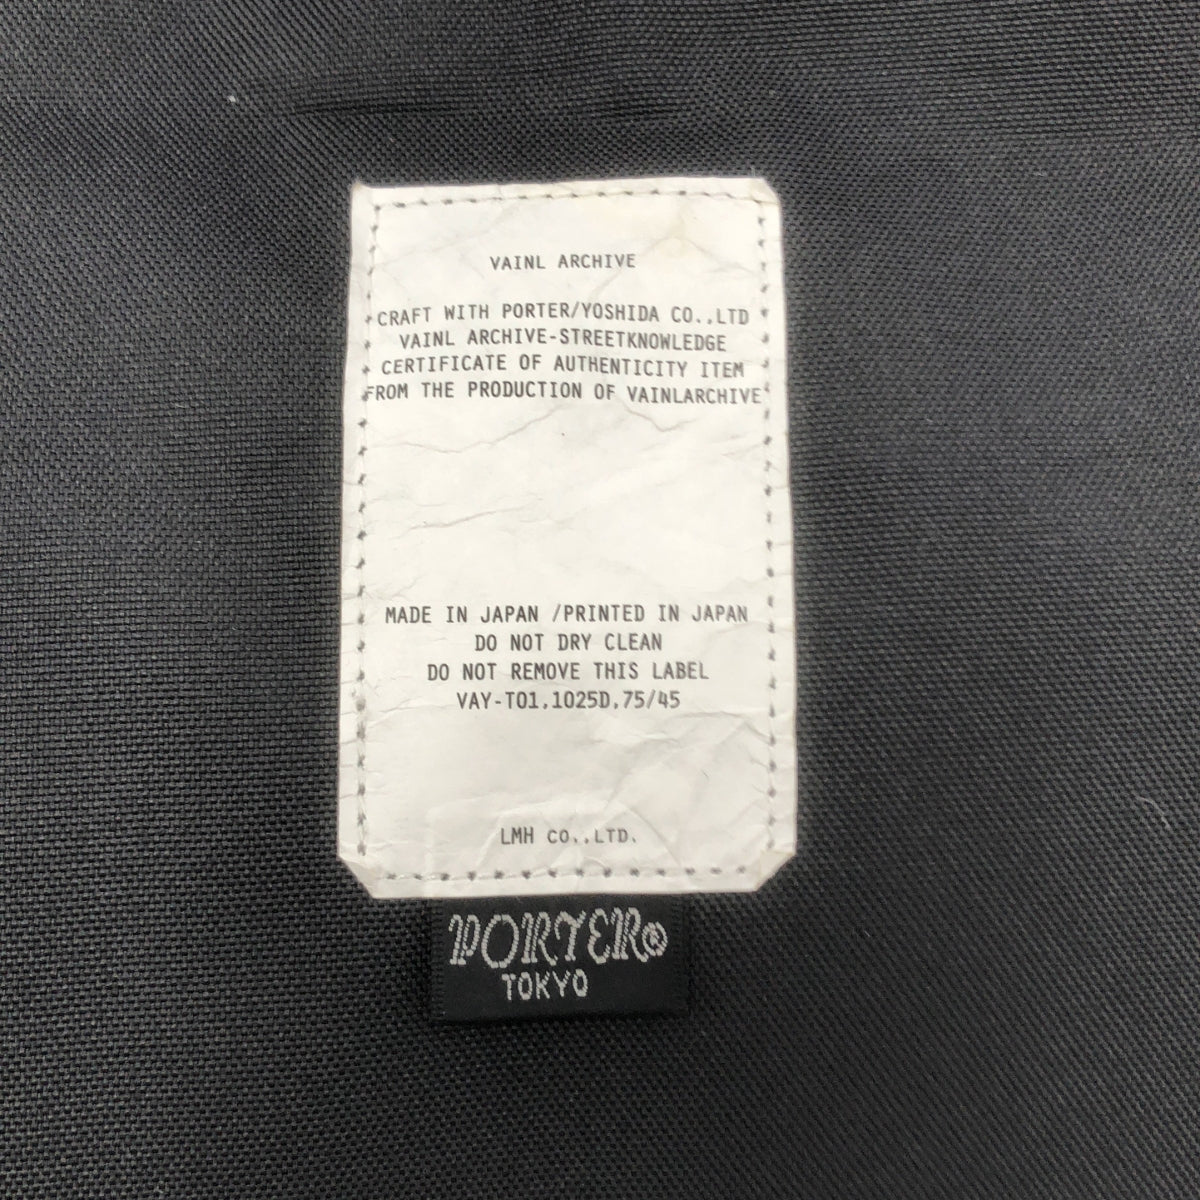 VAINL ARCHIVE
CRAFT WITH PORTER/YOSHIDA CO.,LTD
VAINL ARCHIVE-STREETKNOWLEDGE
CERTIFICATE OF AUTHENTICITY ITEM
FROM THE PRODUCTION OF VAINLARCHIVE
MADE IN JAPAN /PRINTED IN JAPAN
DO NOT DRY CLEAN
DO NOT REMOVE THIS LABEL
VAY-T01.1025D.75/45
LMH CO.,LTD.
PORTER®
TOKYO